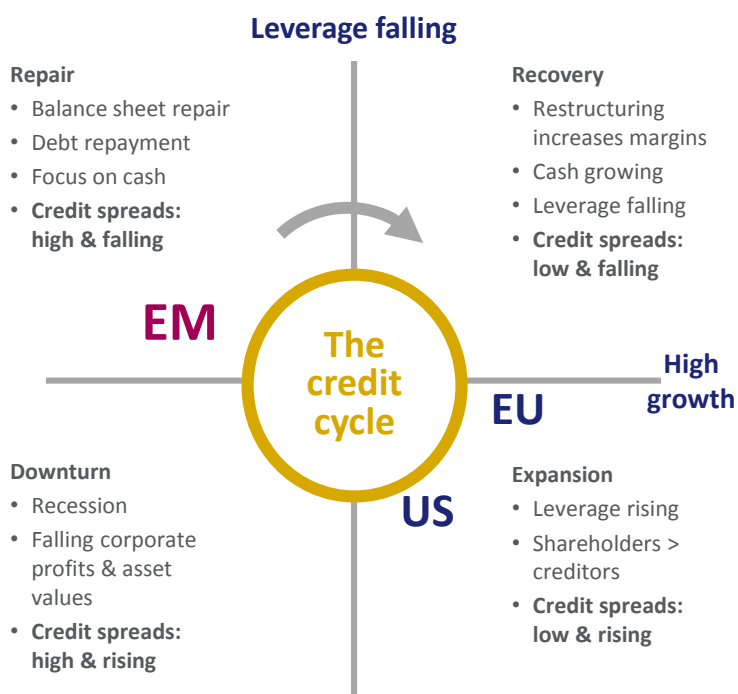 Leverage falling
Repair
• Balance sheet repair
• Debt repayment
• Focus on cash
• Credit spreads:
high & falling
Recovery
• Restructuring
increases margins
• Cash growing
• Leverage falling
• Credit spreads:
low & falling
EM
The
credit
cycle
High
growth
EU
US
Downturn
• Recession
• Falling corporate
profits & asset
values
• Credit spreads:
high & rising
Expansion
• Leverage rising
• Shareholders >
creditors
• Credit spreads:
low & rising